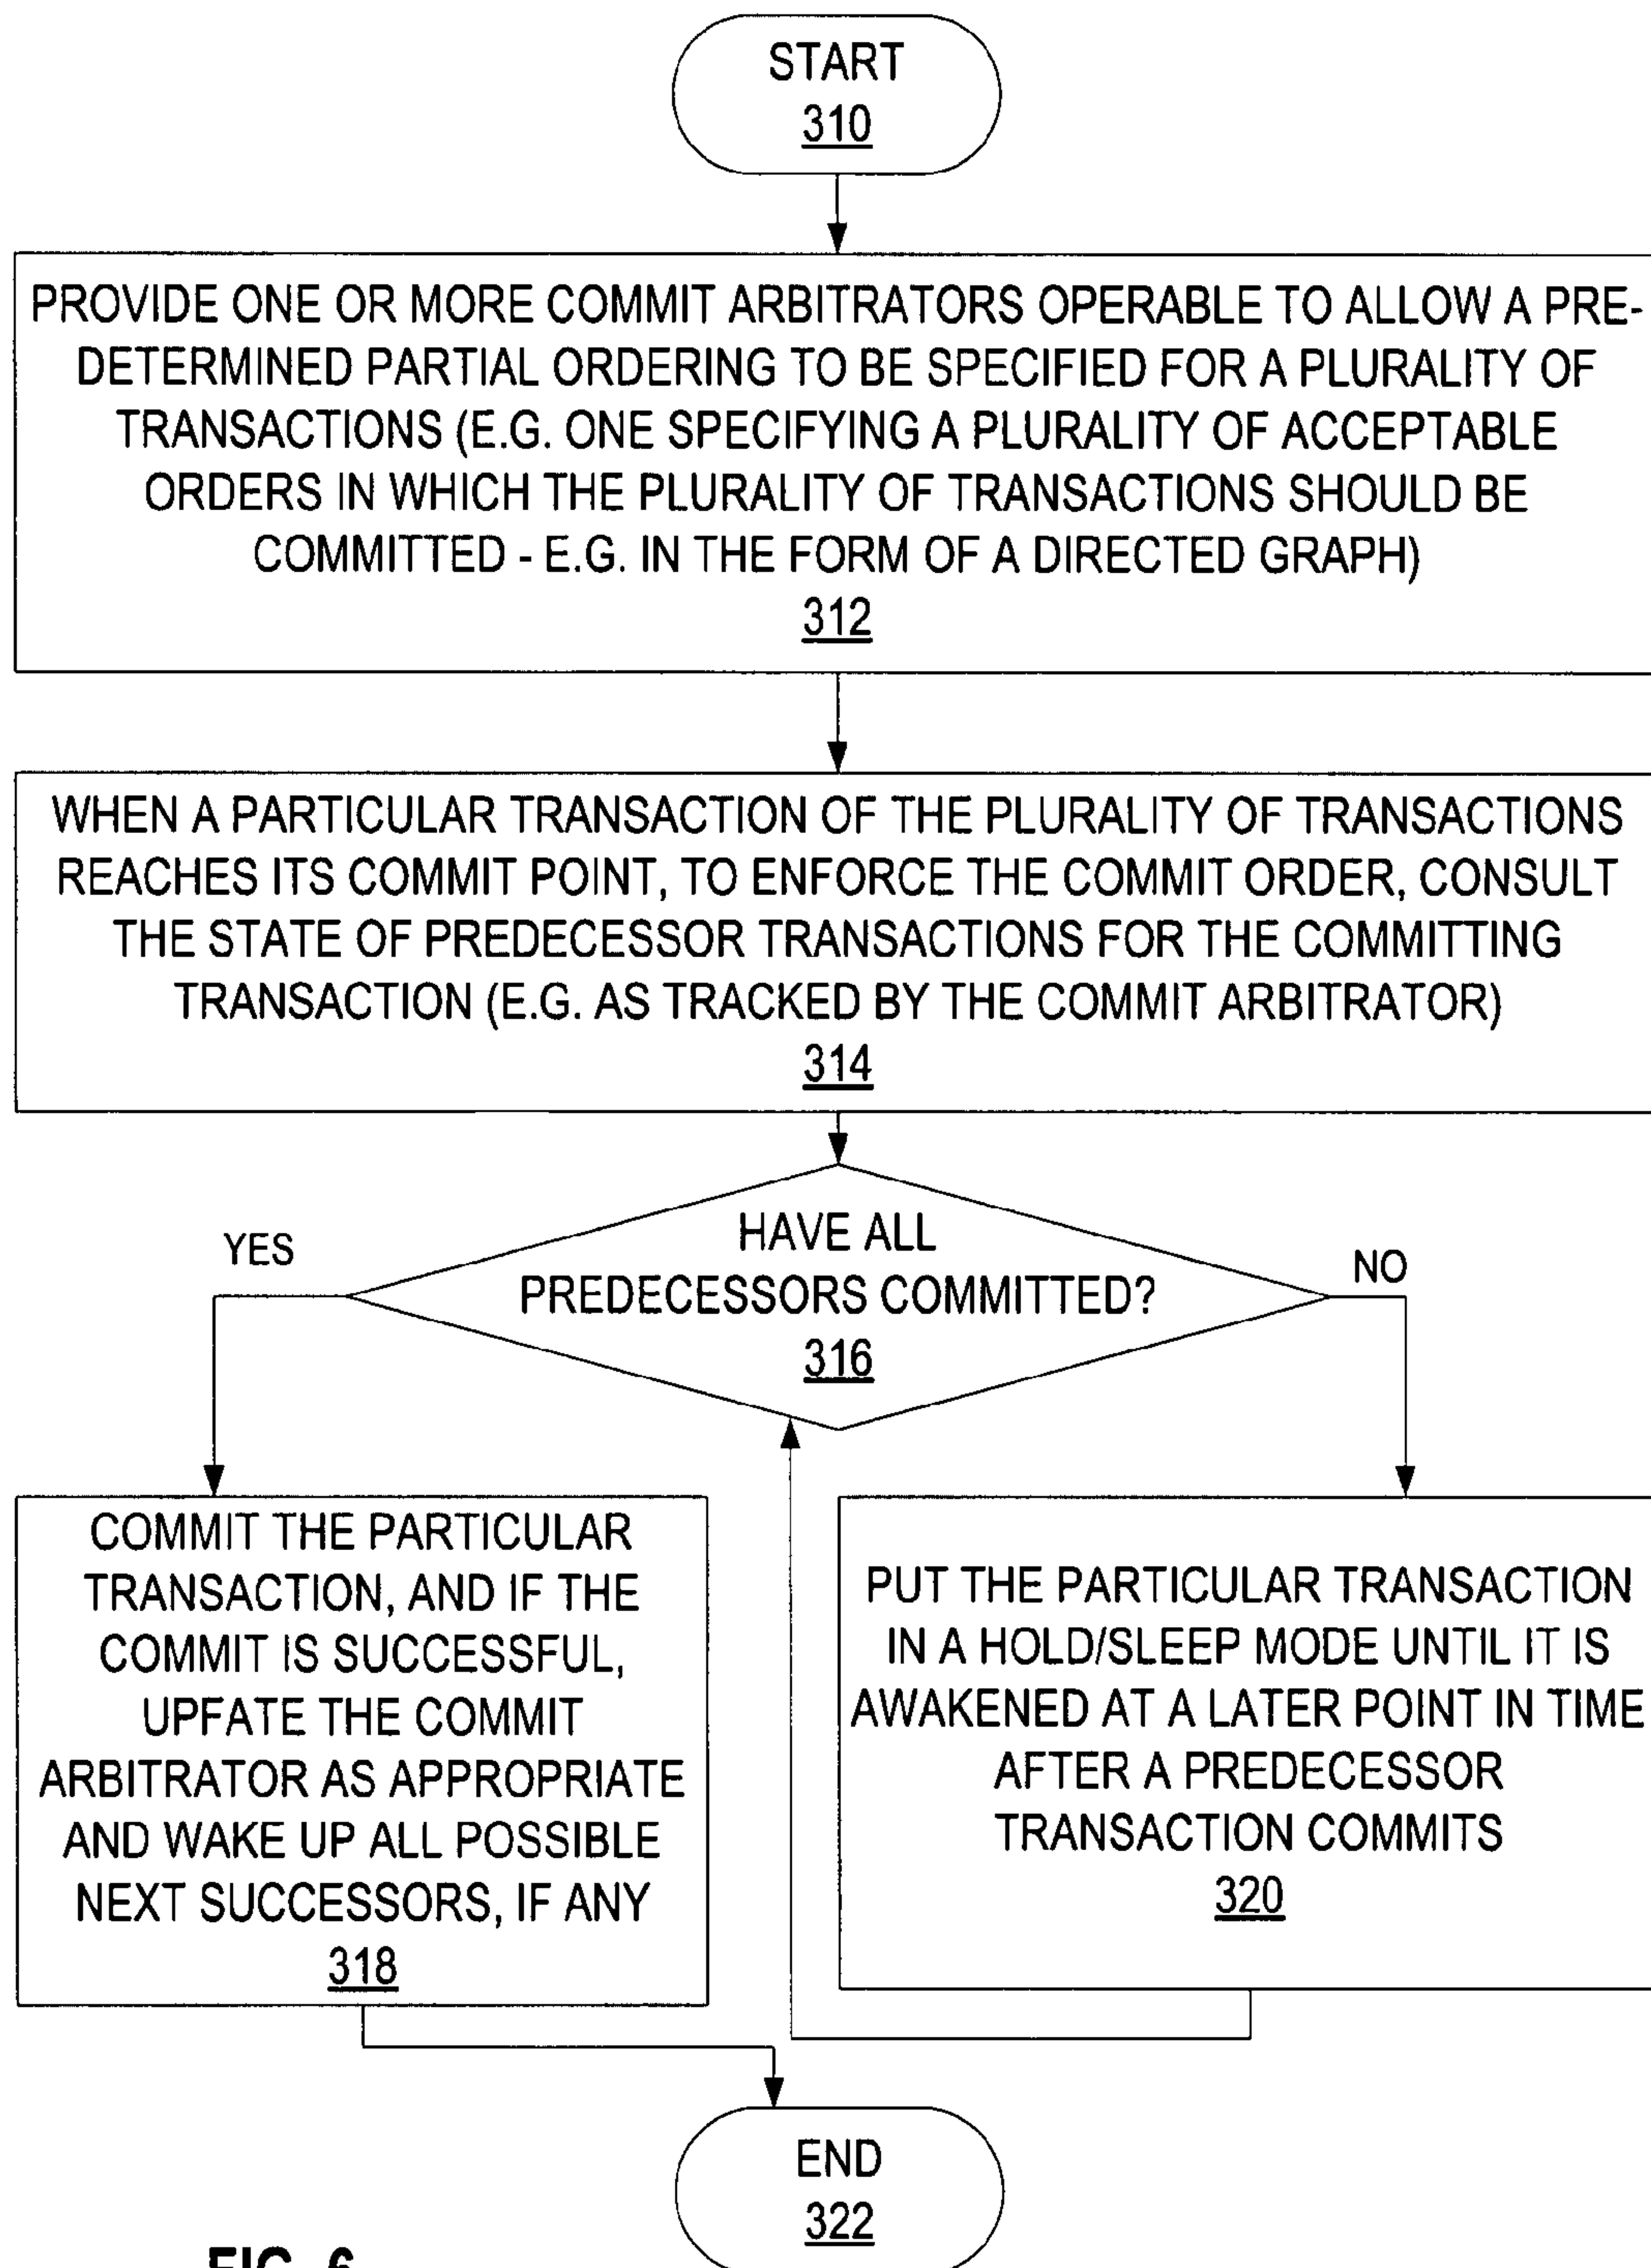 START
310
PROVIDE ONE OR MORE COMMIT ARBITRATORS OPERABLE TO ALLOW A PRE-
DETERMINED PARTIAL ORDERING TO BE SPECIFIED FOR A PLURALITY OF
TRANSACTIONS (E.G. ONE SPECIFYING A PLURALITY OF ACCEPTABLE
ORDERS IN WHICH THE PLURALITY OF TRANSACTIONS SHOULD BE
COMMITTED - E.G. IN THE FORM OF A DIRECTED GRAPH)
312
WHEN A PARTICULAR TRANSACTION OF THE PLURALITY OF TRANSACTIONS
REACHES ITS COMMIT POINT, TO ENFORCE THE COMMIT ORDER, CONSULT
THE STATE OF PREDECESSOR TRANSACTIONS FOR THE COMMITTING
TRANSACTION (E.G. AS TRACKED BY THE COMMIT ARBITRATOR)
314
HAVE ALL
PREDECESSORS COMMITTED?
316
YES
NO
COMMIT THE PARTICULAR
TRANSACTION, AND IF THE
COMMIT IS SUCCESSFUL,
UPFATE THE COMMIT
ARBITRATOR AS APPROPRIATE
AND WAKE UP ALL POSSIBLE
NEXT SUCCESSORS, IF ANY
318
PUT THE PARTICULAR TRANSACTION
IN A HOLD/SLEEP MODE UNTIL IT IS
AWAKENED AT A LATER POINT IN TIME
AFTER A PREDECESSOR
TRANSACTION COMMITS
320
END
322
FIG. 6